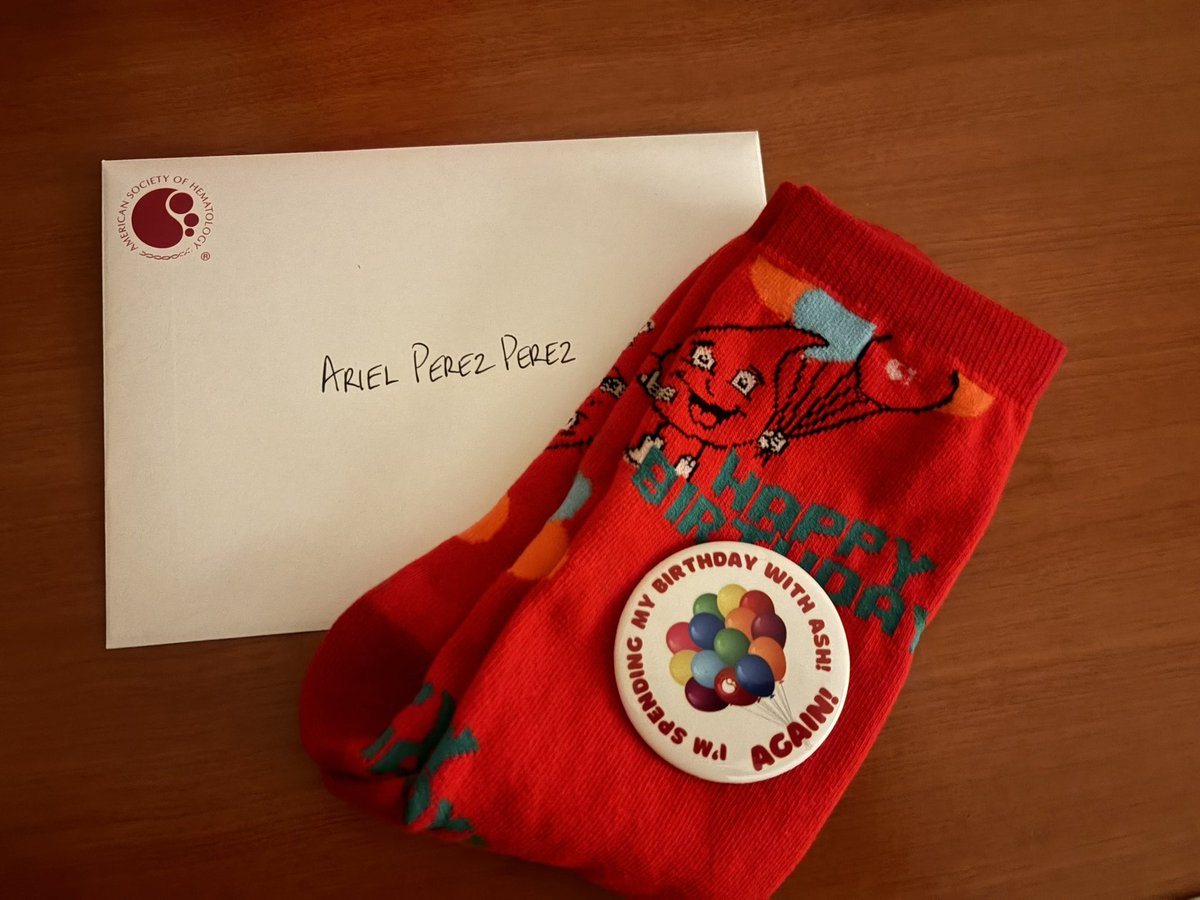 AMERICAN SOCIETY OF HEMATOLOGY
®
ARIEL PEREZ PEREZ
HAPPY
BIRTHDAY
I'M SPENDING MY BIRTHDAY WITH ASH!
AGAIN!